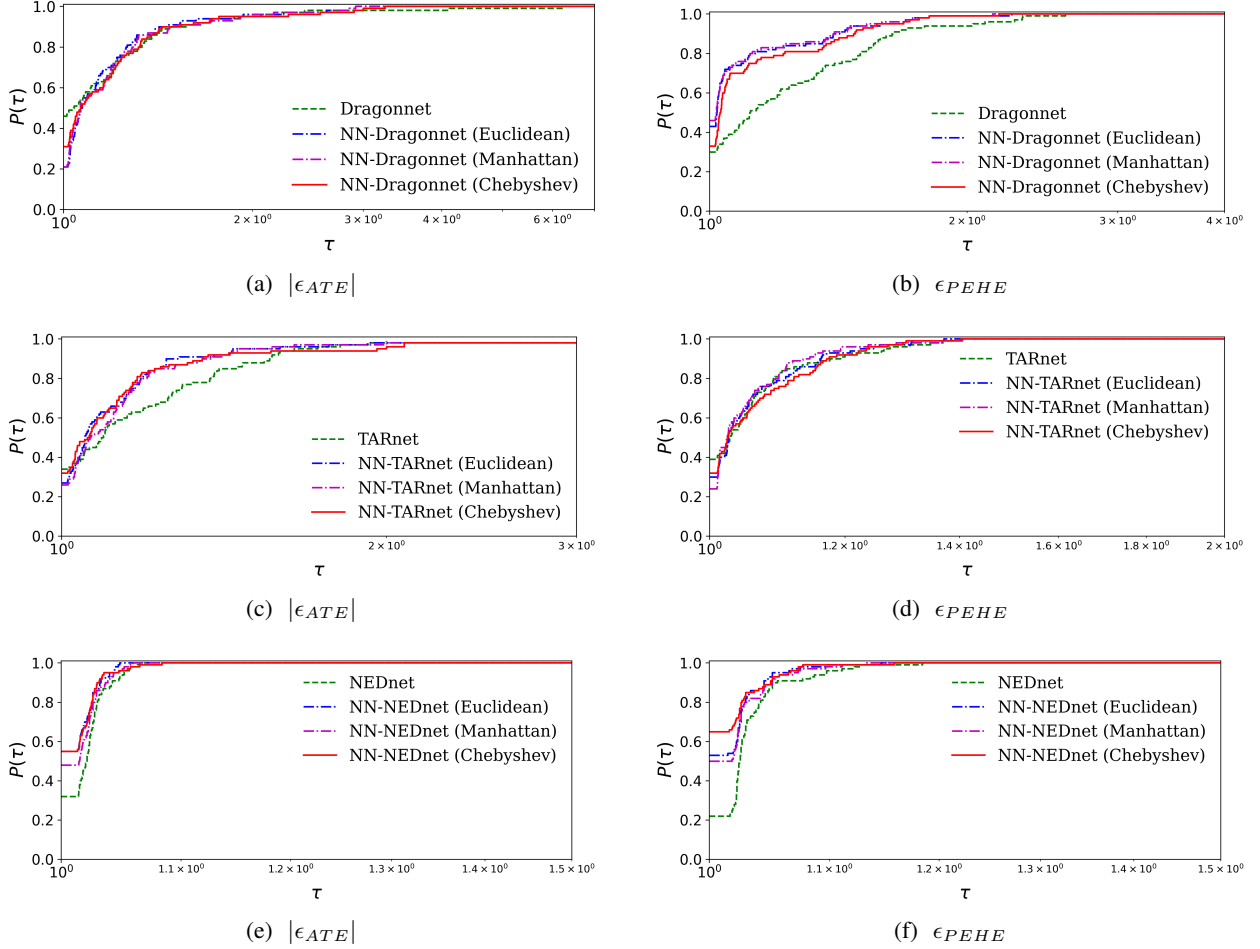 1.0
0.8
0.6
0.4
0.2
0.0
P(τ)
Dragonnet
NN-Dragonnet (Euclidean)
NN-Dragonnet (Manhattan)
NN-Dragonnet (Chebyshev)
10⁰
2 × 10⁰
3 × 10⁰
4 × 10⁰
6 × 10⁰
τ
(a) |ϵ_ATE|
1.0
0.8
0.6
0.4
0.2
0.0
P(τ)
Dragonnet
NN-Dragonnet (Euclidean)
NN-Dragonnet (Manhattan)
NN-Dragonnet (Chebyshev)
10⁰
2 × 10⁰
3 × 10⁰
4 × 10⁰
τ
(b) ϵ_PEHE
1.0
0.8
0.6
0.4
0.2
0.0
P(τ)
TARnet
NN-TARnet (Euclidean)
NN-TARnet (Manhattan)
NN-TARnet (Chebyshev)
10⁰
2 × 10⁰
3 × 10⁰
τ
(c) |ϵ_ATE|
1.0
0.8
0.6
0.4
0.2
0.0
P(τ)
TARnet
NN-TARnet (Euclidean)
NN-TARnet (Manhattan)
NN-TARnet (Chebyshev)
10⁰
1.2 × 10⁰
1.4 × 10⁰
1.6 × 10⁰
1.8 × 10⁰
2 × 10⁰
τ
(d) ϵ_PEHE
1.0
0.8
0.6
0.4
0.2
0.0
P(τ)
NEDnet
NN-NEDnet (Euclidean)
NN-NEDnet (Manhattan)
NN-NEDnet (Chebyshev)
10⁰
1.1 × 10⁰
1.2 × 10⁰
1.3 × 10⁰
1.4 × 10⁰
1.5 × 10⁰
τ
(e) |ϵ_ATE|
1.0
0.8
0.6
0.4
0.2
0.0
P(τ)
NEDnet
NN-NEDnet (Euclidean)
NN-NEDnet (Manhattan)
NN-NEDnet (Chebyshev)
10⁰
1.1 × 10⁰
1.2 × 10⁰
1.3 × 10⁰
1.4 × 10⁰
1.5 × 10⁰
τ
(f) ϵ_PEHE